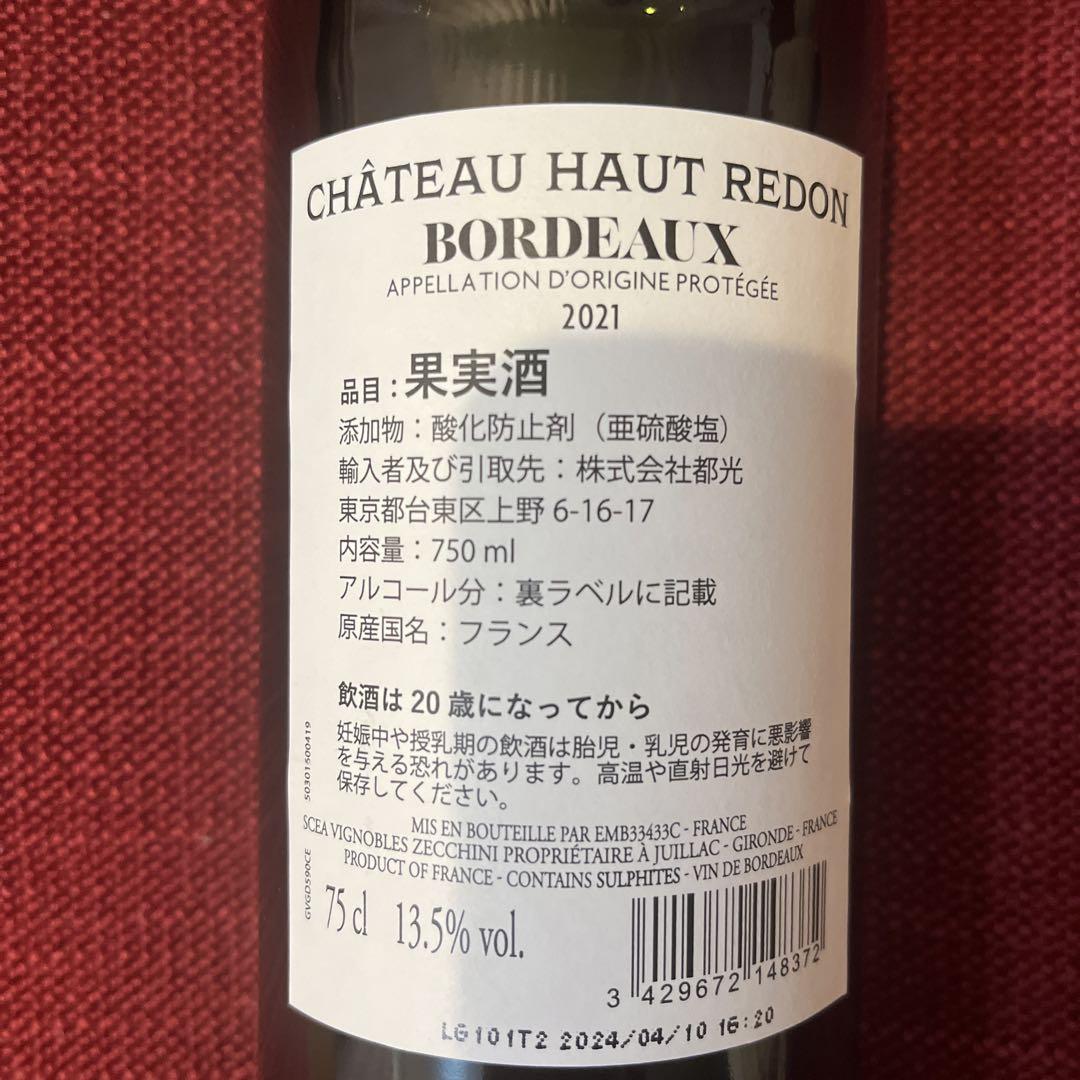 CHÂTEAU HAUT REDON
BORDEAUX
APPELLATION D'ORIGINE PROTÉGÉE
2021
品目：果実酒
添加物：酸化防止剤（亜硫酸塩）
輸入者及び引取先：株式会社都光
東京都台東区上野 6-16-17
内容量：750 ml
アルコール分：裏ラベルに記載
原産国名：フランス
飲酒は 20 歳になってから
妊娠中や授乳期の飲酒は胎児・乳児の発育に悪影響
を与える恐れがあります。高温や直射日光を避けて
保存してください。
50301500419
GVGD590CE
MIS EN BOUTEILLE PAR EMB33433C - FRANCE
SCEA VIGNOBLES ZECCHINI PROPRIÉTAIRE À JUILLAC - GIRONDE - FRANCE
PRODUCT OF FRANCE - CONTAINS SULPHITES - VIN DE BORDEAUX
75 cl 13.5% vol.
3 429672 148372
LG101T2 2024/04/10 16:20